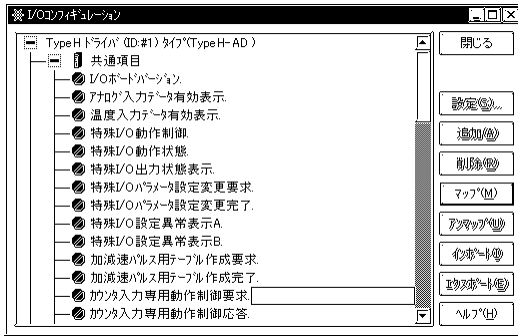 I/Oコンフィギュレーション
TypeH ドライバ (ID:#1) タイプ(TypeH-AD )
共通項目
I/Oボードバージョン.
アナログ入力データ有効表示.
温度入力データ有効表示.
特殊I/O動作制御.
特殊I/O動作状態.
特殊I/O出力状態表示.
特殊I/Oパラメータ設定変更要求.
特殊I/Oパラメータ設定変更完了.
特殊I/O設定異常表示A.
特殊I/O設定異常表示B.
加減速パルス用テーブル作成要求.
加減速パルス用テーブル作成完了.
カウンタ入力専用動作制御要求.
カウンタ入力専用動作制御応答.
閉じる
設定(S)...
追加(A)
削除(R)
マップ(M)
アンマップ(U)
インポート(I)
エクスポート(E)
ヘルプ(H)